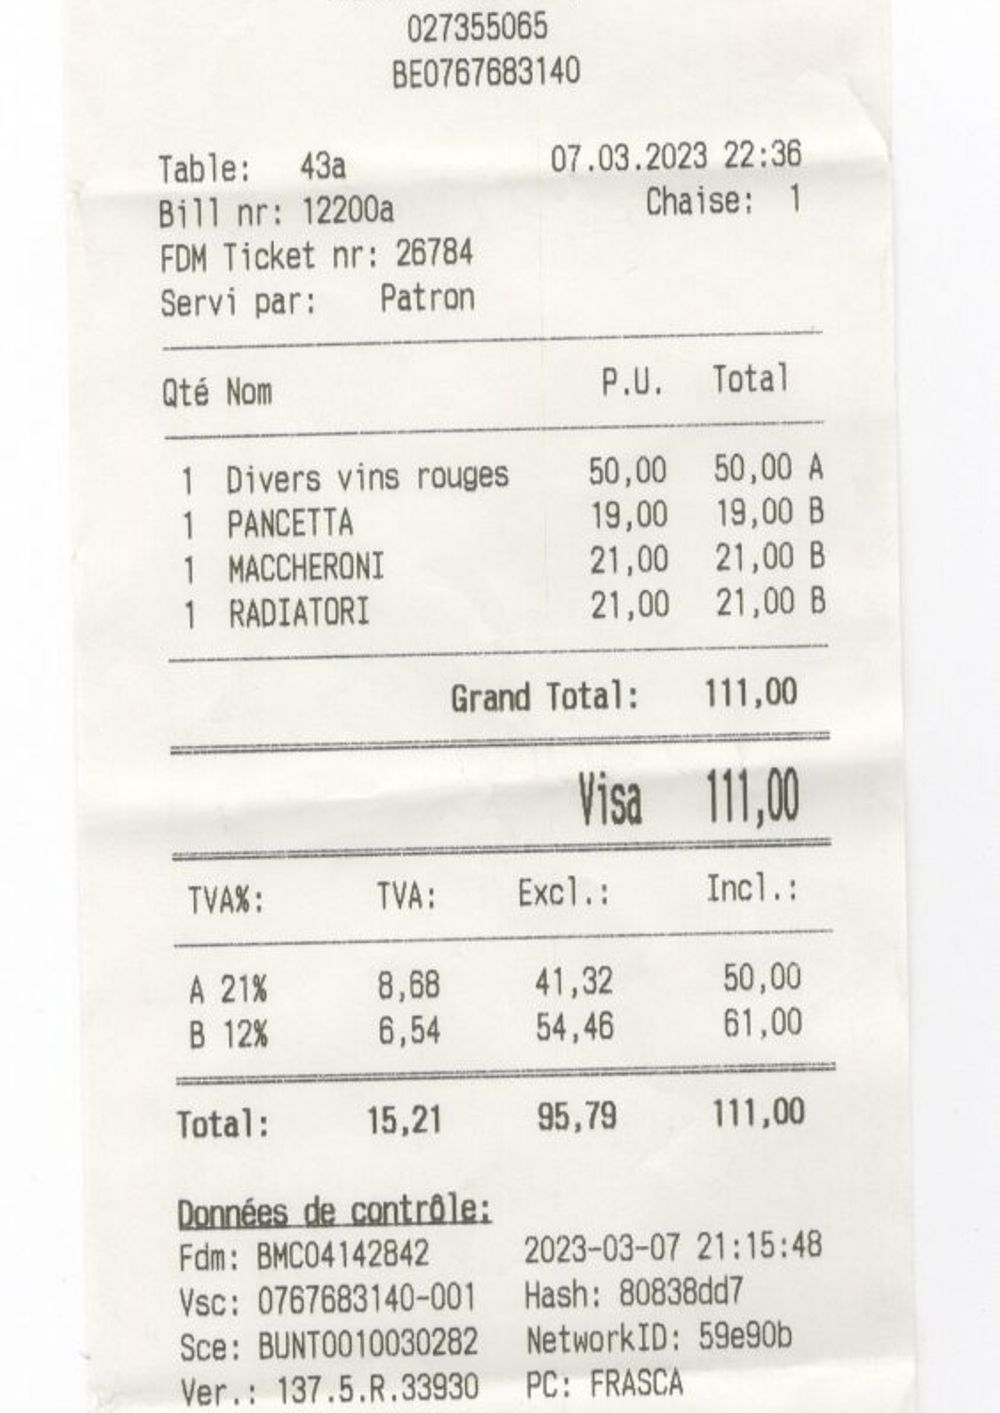 027355065
BE0767683140
Table: 43a 07.03.2023 22:36
Bill nr: 12200a Chaise: 1
FDM Ticket nr: 26784
Servi par: Patron
Qté Nom P.U. Total
1 Divers vins rouges 50,00 50,00 A
1 PANCETTA 19,00 19,00 B
1 MACCHERONI 21,00 21,00 B
1 RADIATORI 21,00 21,00 B
Grand Total: 111,00
Visa 111,00
TVA%: TVA: Excl.: Incl.:
A 21% 8,68 41,32 50,00
B 12% 6,54 54,46 61,00
Total: 15,21 95,79 111,00
Données de contrôle:
Fdm: BMC04142842 2023-03-07 21:15:48
Vsc: 0767683140-001 Hash: 80838dd7
Sce: BUNT0010030282 NetworkID: 59e90b
Ver.: 137.5.R.33930 PC: FRASCA